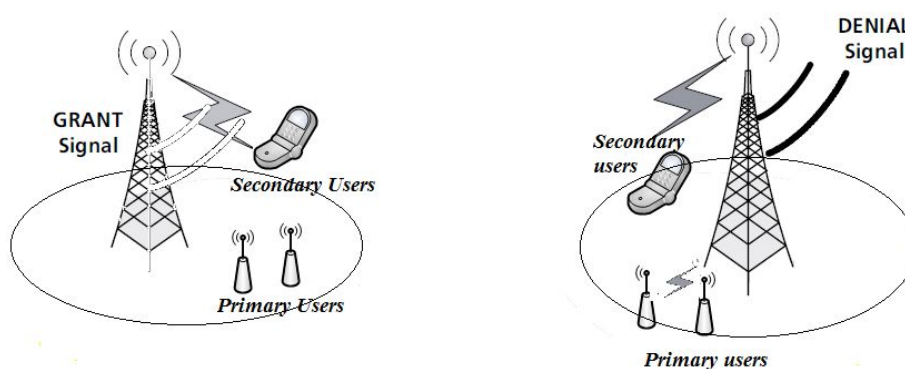 GRANT
Signal
Secondary Users
Primary Users
DENIAL
Signal
Secondary
users
Primary users